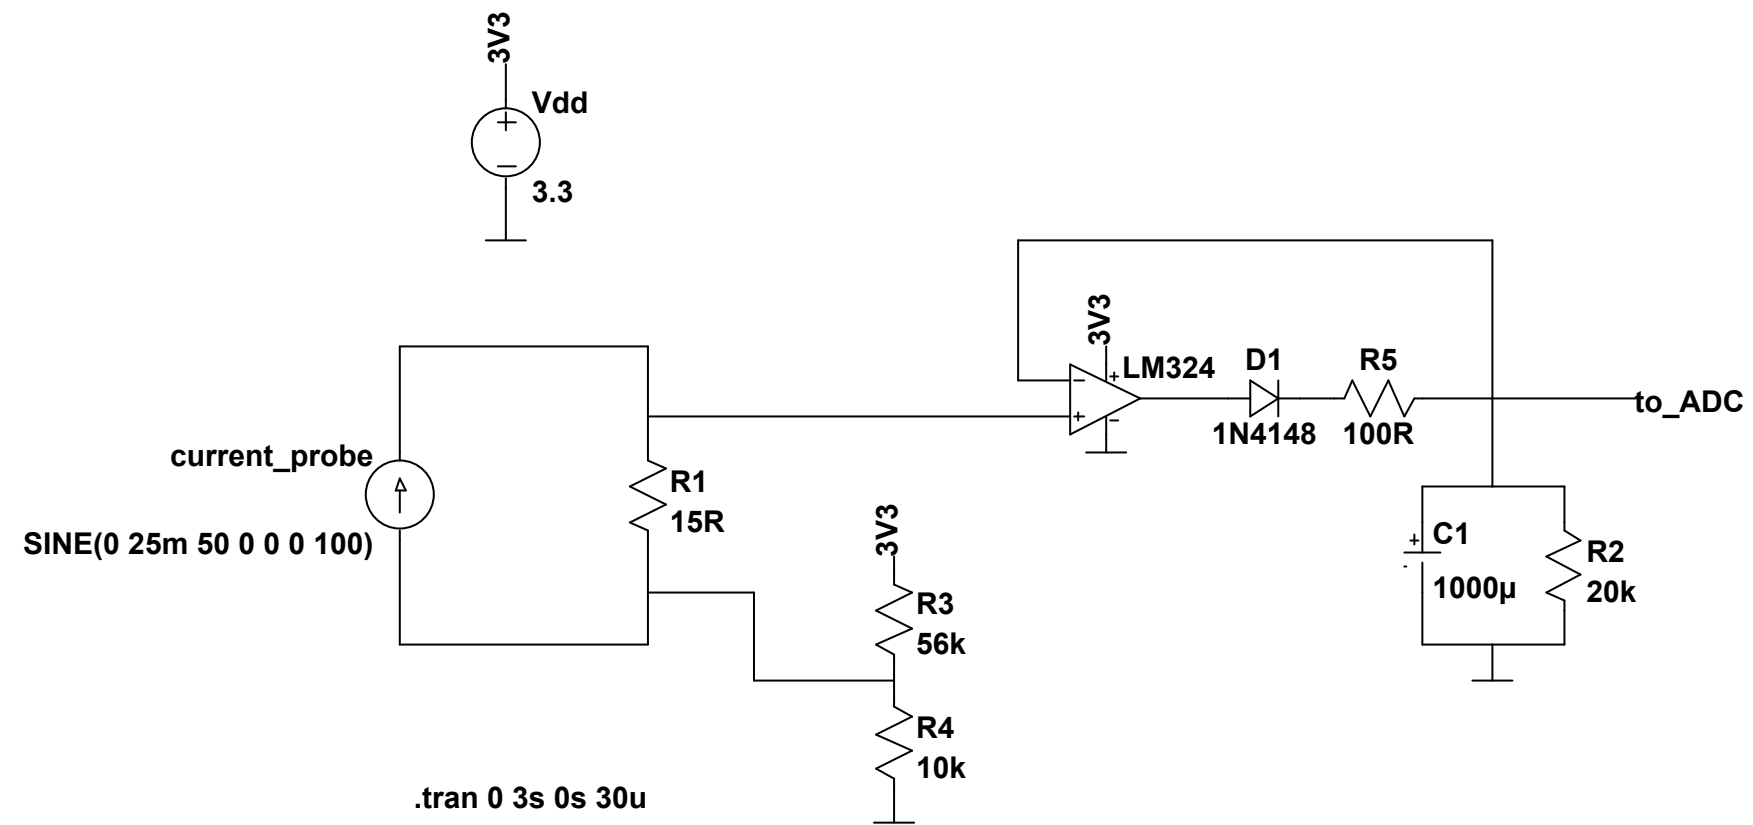 3V3
Vdd
3.3
3V3
LM324
D1
R5
1N4148
100R
to_ADC
current_probe
SINE(0 25m 50 0 0 0 100)
R1
15R
3V3
R3
56k
R4
10k
C1
1000µ
R2
20k
.tran 0 3s 0s 30u